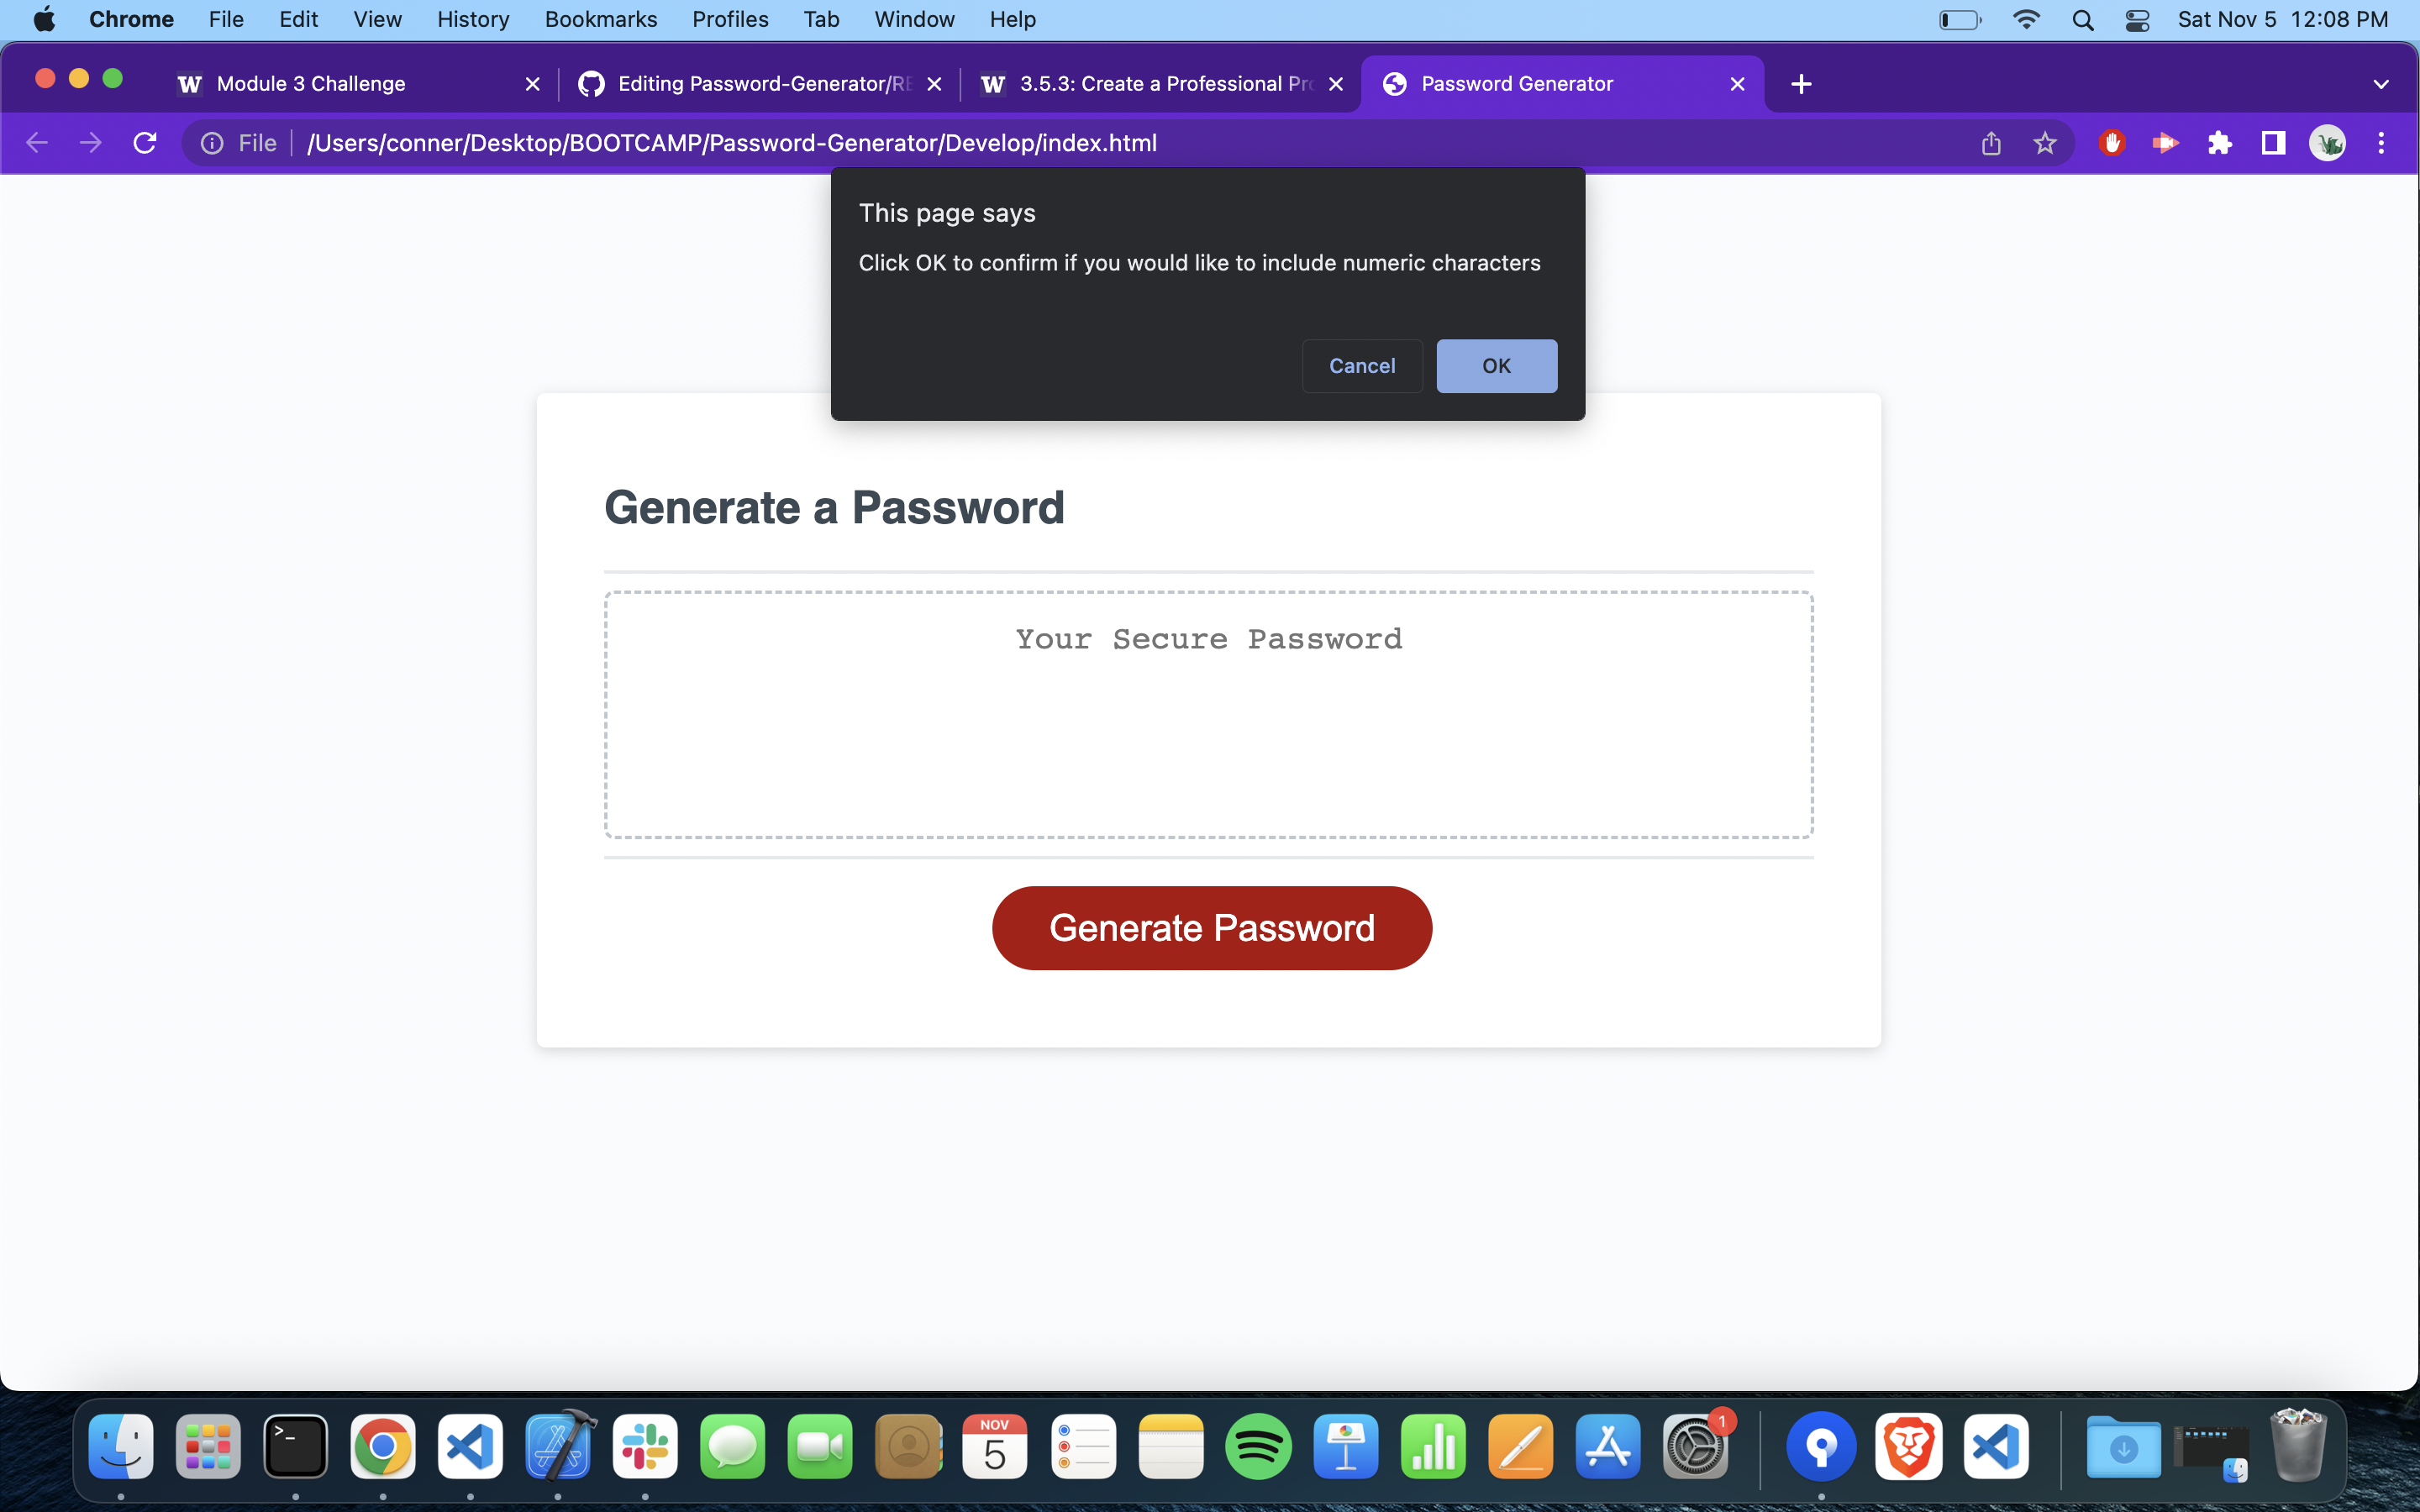 Chrome File Edit View History Bookmarks Profiles Tab Window Help Sat Nov 5 12:08 PM
W Module 3 Challenge Editing Password-Generator/RE W 3.5.3: Create a Professional Pro Password Generator
File /Users/conner/Desktop/BOOTCAMP/Password-Generator/Develop/index.html
This page says
Click OK to confirm if you would like to include numeric characters
Cancel OK
Generate a Password
Your Secure Password
Generate Password
NOV
5
1